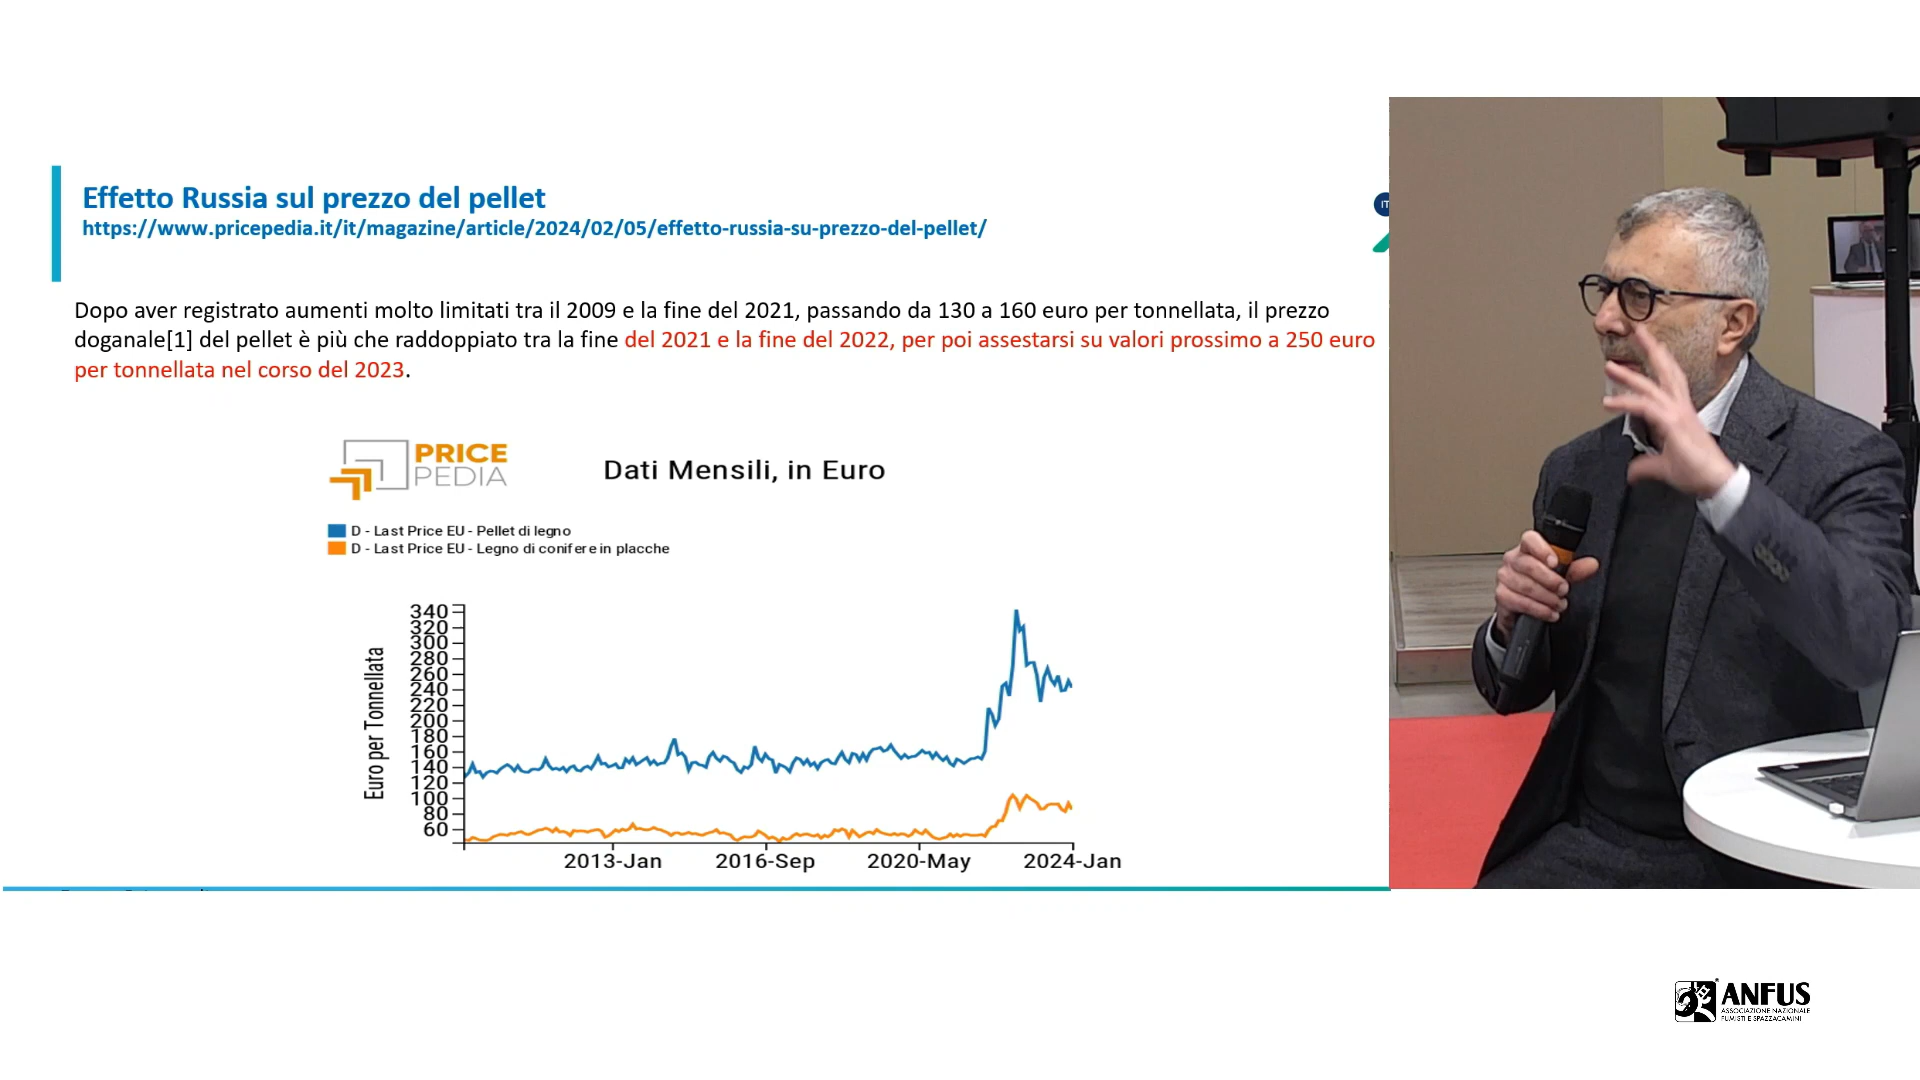 Effetto Russia sul prezzo del pellet
https://www.pricepedia.it/it/magazine/article/2024/02/05/effetto-russia-su-prezzo-del-pellet/
Dopo aver registrato aumenti molto limitati tra il 2009 e la fine del 2021, passando da 130 a 160 euro per tonnellata, il prezzo
doganale[1] del pellet è più che raddoppiato tra la fine del 2021 e la fine del 2022, per poi assestarsi su valori prossimo a 250 euro
per tonnellata nel corso del 2023.
PRICE
PEDIA
Dati Mensili, in Euro
D - Last Price EU - Pellet di legno
D - Last Price EU - Legno di conifere in placche
Euro per Tonnellata
340
320
300
280
260
240
220
200
180
160
140
120
100
80
60
2013-Jan 2016-Sep 2020-May 2024-Jan
ANFUS
ASSOCIAZIONE NAZIONALE
FUMISTI E SPAZZACAMINI